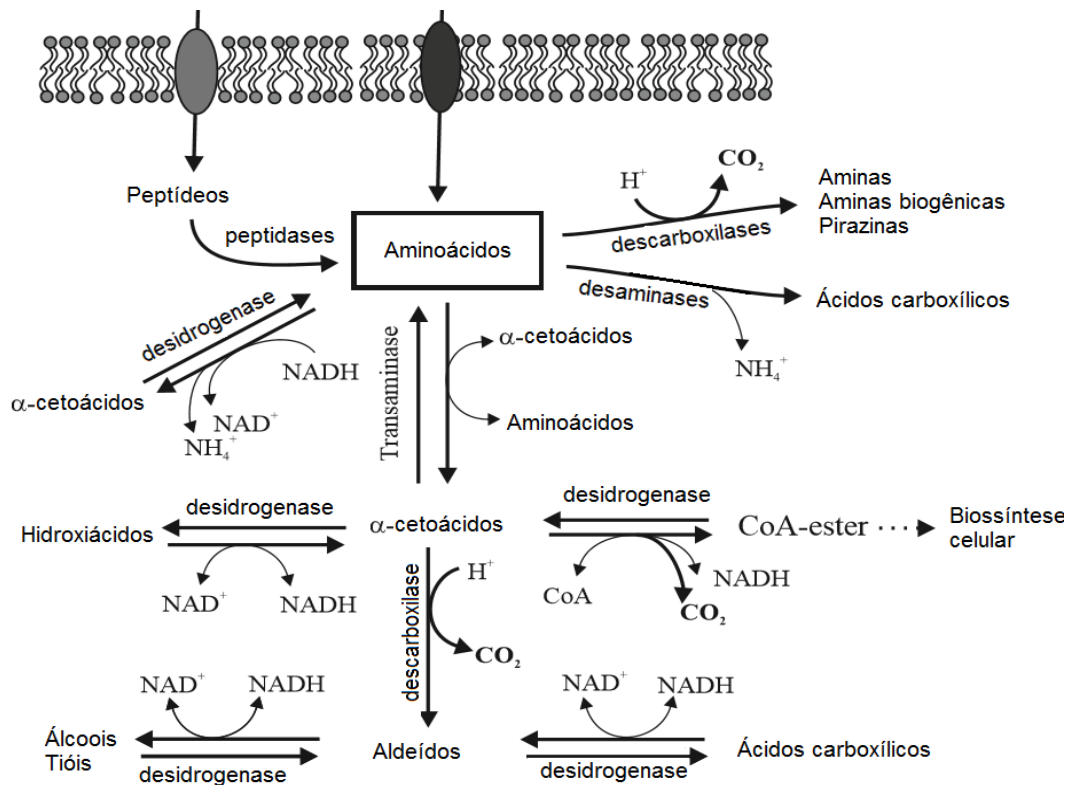 Peptídeos
peptidases
Aminoácidos
H⁺
CO₂
descarboxilases
Aminas
Aminas biogênicas
Pirazinas
desaminases
Ácidos carboxílicos
NH₄⁺
desidrogenase
NADH
NAD⁺
NH₄⁺
α-cetoácidos
Transaminase
α-cetoácidos
Aminoácidos
Hidroxiácidos
desidrogenase
NAD⁺
NADH
α-cetoácidos
desidrogenase
CoA
NADH
CO₂
CoA-ester
Biossíntese
celular
descarboxilase
H⁺
CO₂
NAD⁺
NADH
Álcoois
Tióis
desidrogenase
Aldeídos
NAD⁺
NADH
desidrogenase
Ácidos carboxílicos